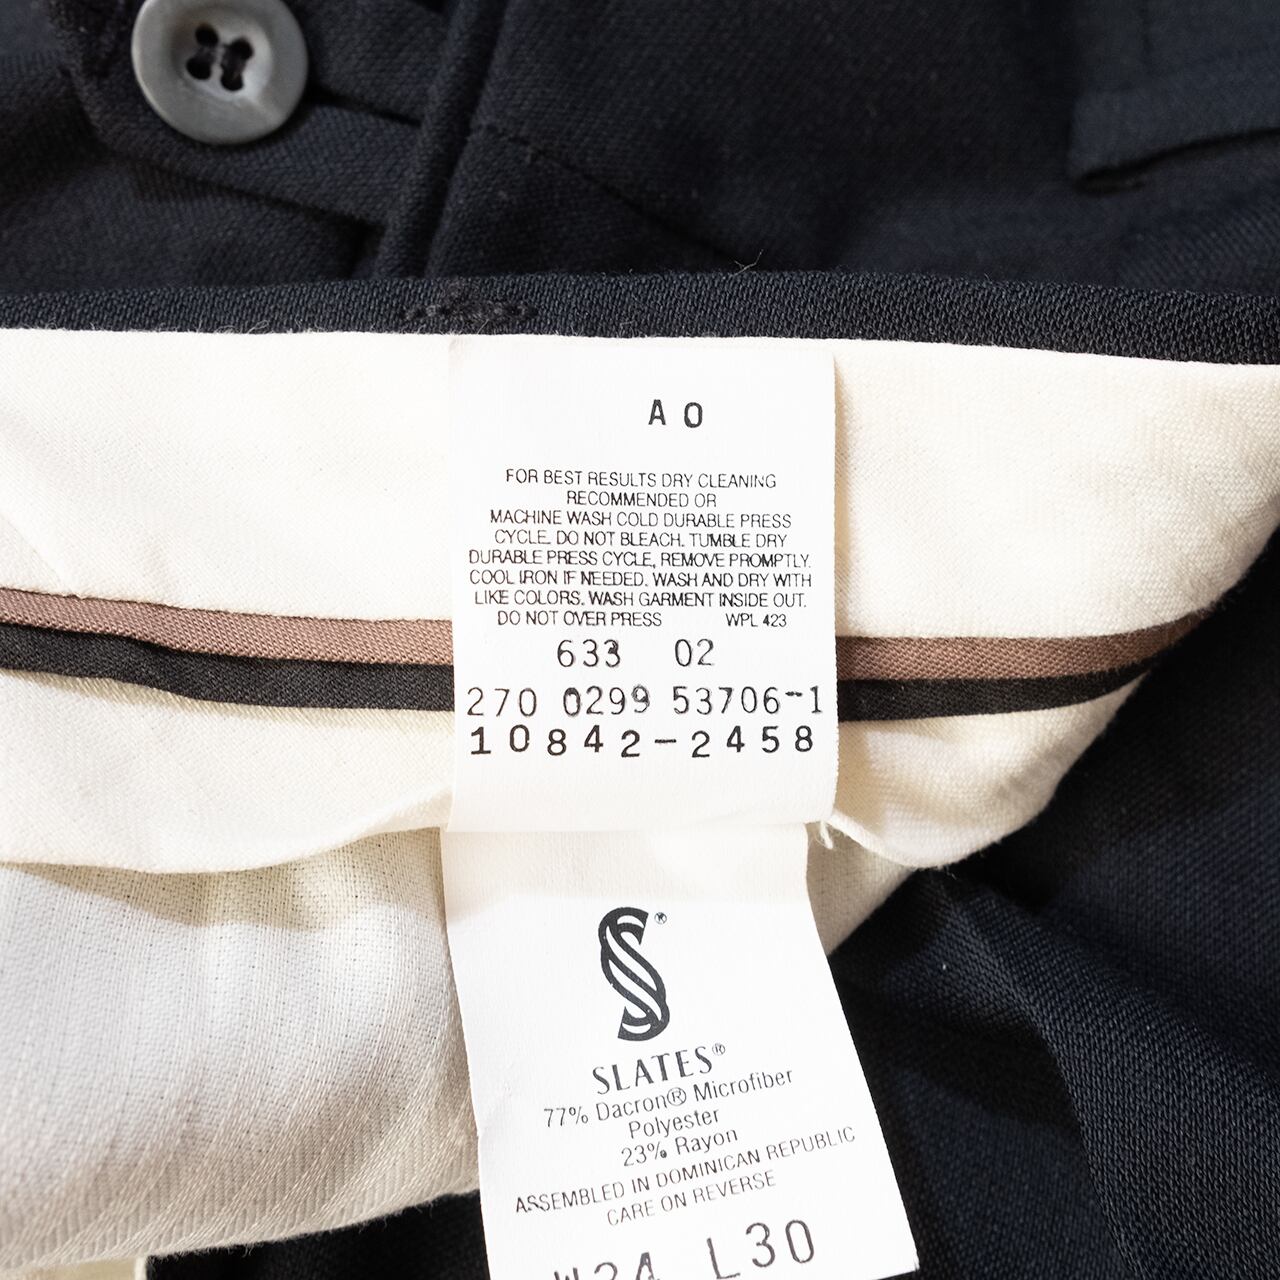 A 0
FOR BEST RESULTS DRY CLEANING
RECOMMENDED OR
MACHINE WASH COLD DURABLE PRESS
CYCLE. DO NOT BLEACH. TUMBLE DRY
DURABLE PRESS CYCLE, REMOVE PROMPTLY.
COOL IRON IF NEEDED. WASH AND DRY WITH
LIKE COLORS. WASH GARMENT INSIDE OUT.
DO NOT OVER PRESS WPL 423
633 02
270 0299 53706-1
10842-2458
®
SLATES®
77% Dacron® Microfiber
Polyester
23% Rayon
ASSEMBLED IN DOMINICAN REPUBLIC
CARE ON REVERSE
L30